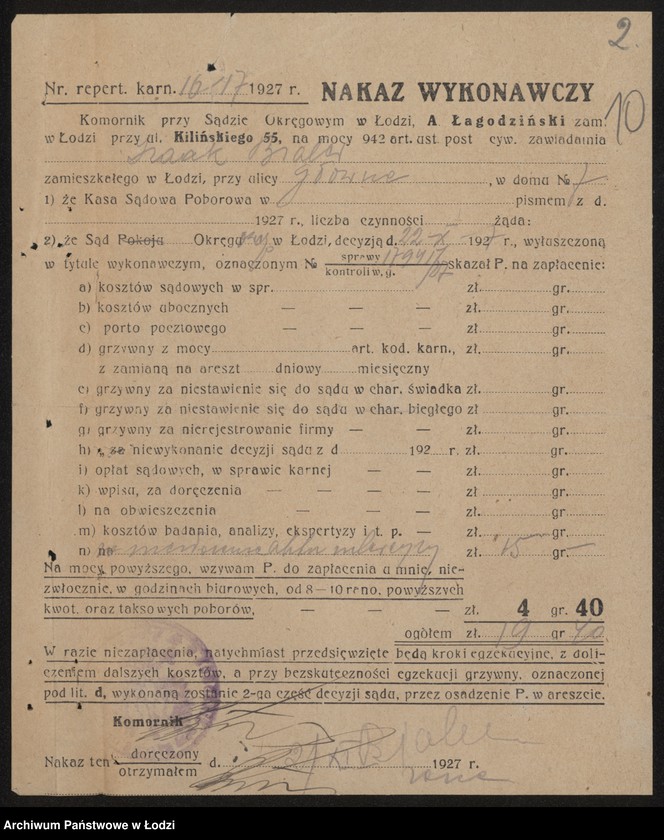 2.
10
Nr. repert. karn. 1927 r. NAKAZ WYKONAWCZY
Komornik przy Sądzie Okręgowym w Łodzi, A Łagodziński zam.
w Łodzi przy ul. Kilińskiego 55, na mocy 942 art. ust post cyw. zawiadamia
zamieszkałego w Łodzi, przy ulicy Główne, w domu № 7
1) że Kasa Sądowa Poborowa w pismem z d.
1927 r., liczba czynności żąda:
2) że Sąd Pokoju Okręgowy w Łodzi, decyzją d. 22-X 1927 r., wyłuszczoną
w tytule wykonawczym, oznaczonym № sprawy
kontroli w. g. skazał P. na zapłacenie:
a) kosztów sądowych w spr. zł. gr.
b) kosztów ubocznych — — — zł. gr.
c) porto pocztowego — — — zł. gr.
d) grzywny z mocy art. kod. karn., zł. gr.
z zamianą na areszt dniowy miesięczny
e) grzywny za niestawienie się do sądu w char. świadka zł. gr.
f) grzywny za niestawienie się do sądu w char. biegłego zł gr.
g) grzywny za nierejestrowanie firmy — — zł. gr.
h) za niewykonanie decyzji sądu z d 192 r. zł. gr.
i) opłat sądowych, w sprawie karnej — — zł. gr.
k) wpisu, za doręczenia — — — — zł. gr.
l) na obwieszczenia — — — zł. gr.
m) kosztów badania, analizy, ekspertyzy i t. p. — zł. gr.
n) na zł. 15 gr. —
Na mocy powyższego, wzywam P. do zapłacenia u mnie, nie-
zwłocznie, w godzinach biurowych, od 8—10 rano, powyższych
kwot, oraz taksowych poborów, — — — zł. 4 gr. 40
ogółem zł. 19 gr 40
W razie niezapłacenia, natychmiast przedsięwzięte będą kroki egzekucyjne, z doli-
czeniem dalszych kosztów, a przy bezskuteczności egzekucji grzywny, oznaczonej
pod lit. d, wykonaną zostanie 2-ga część decyzji sądu, przez osadzenie P. w areszcie.
Komornik
Nakaz ten doręczony
otrzymałem d. 1927 r.
Archiwum Państwowe w Łodzi